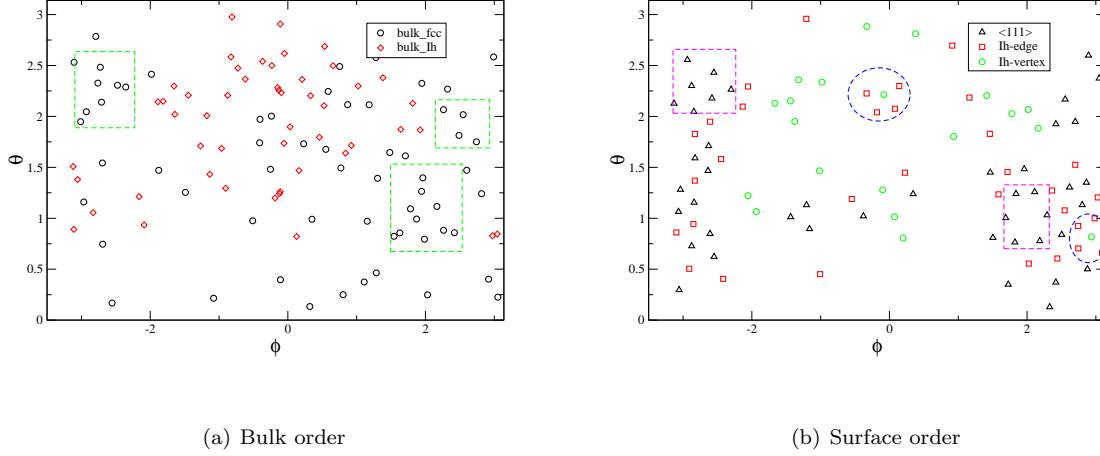 3
2.5
2
1.5
1
0.5
0
-2
0
2
θ
ϕ
bulk_fcc
bulk_Ih
(a) Bulk order
3
2.5
2
1.5
1
0.5
0
-2
0
2
θ
ϕ
<111>
Ih-edge
Ih-vertex
(b) Surface order